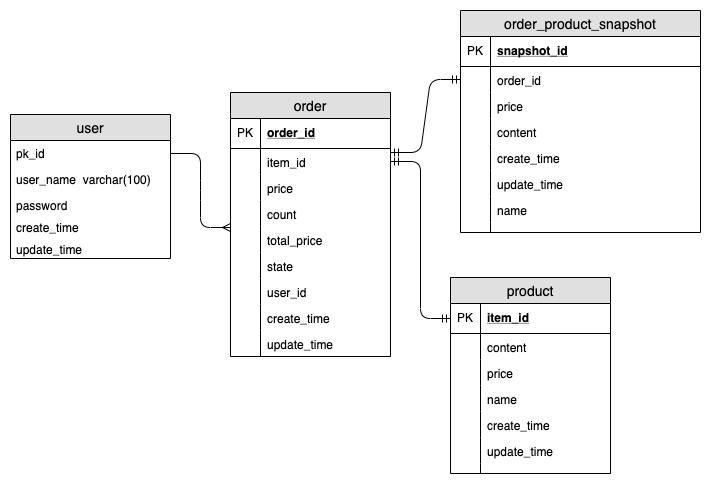 user
pk_id
user_name varchar(100)
password
create_time
update_time
order
PK order_id
item_id
price
count
total_price
state
user_id
create_time
update_time
order_product_snapshot
PK snapshot_id
order_id
price
content
create_time
update_time
name
product
PK item_id
content
price
name
create_time
update_time